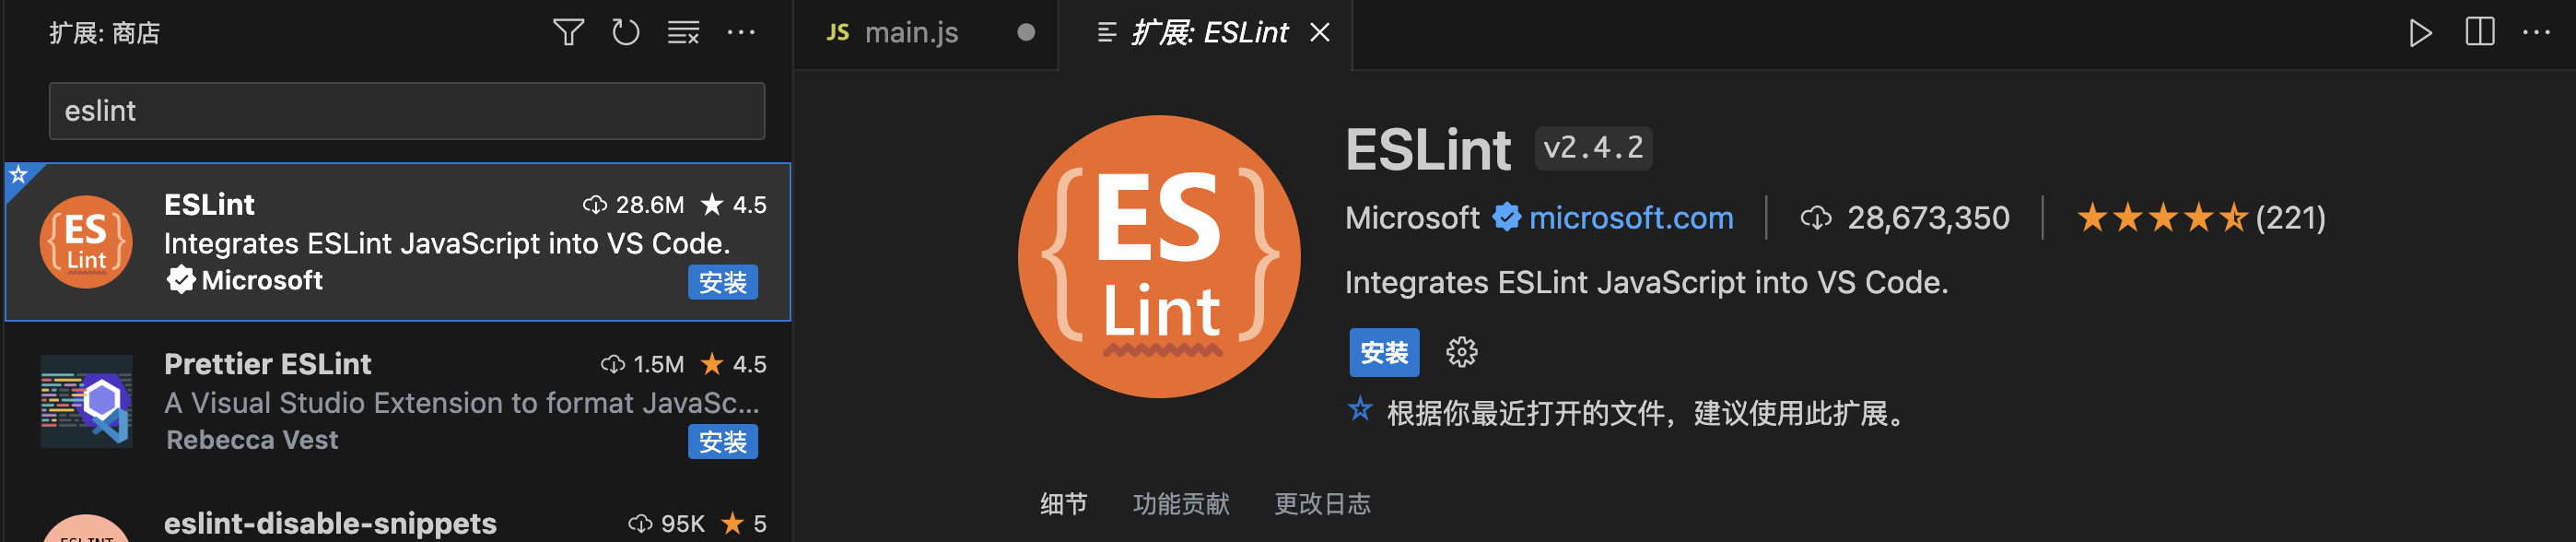 扩展: 商店
eslint
ESLint 28.6M 4.5
Integrates ESLint JavaScript into VS Code.
Microsoft 安装
ES
Lint
Prettier ESLint 1.5M 4.5
A Visual Studio Extension to format JavaSc...
Rebecca Vest 安装
eslint-disable-snippets 95K 5
ESLINT
JS main.js 扩展: ESLint
{ES}
Lint
ESLint v2.4.2
Microsoft microsoft.com 28,673,350 (221)
Integrates ESLint JavaScript into VS Code.
安装
根据你最近打开的文件，建议使用此扩展。
细节 功能贡献 更改日志